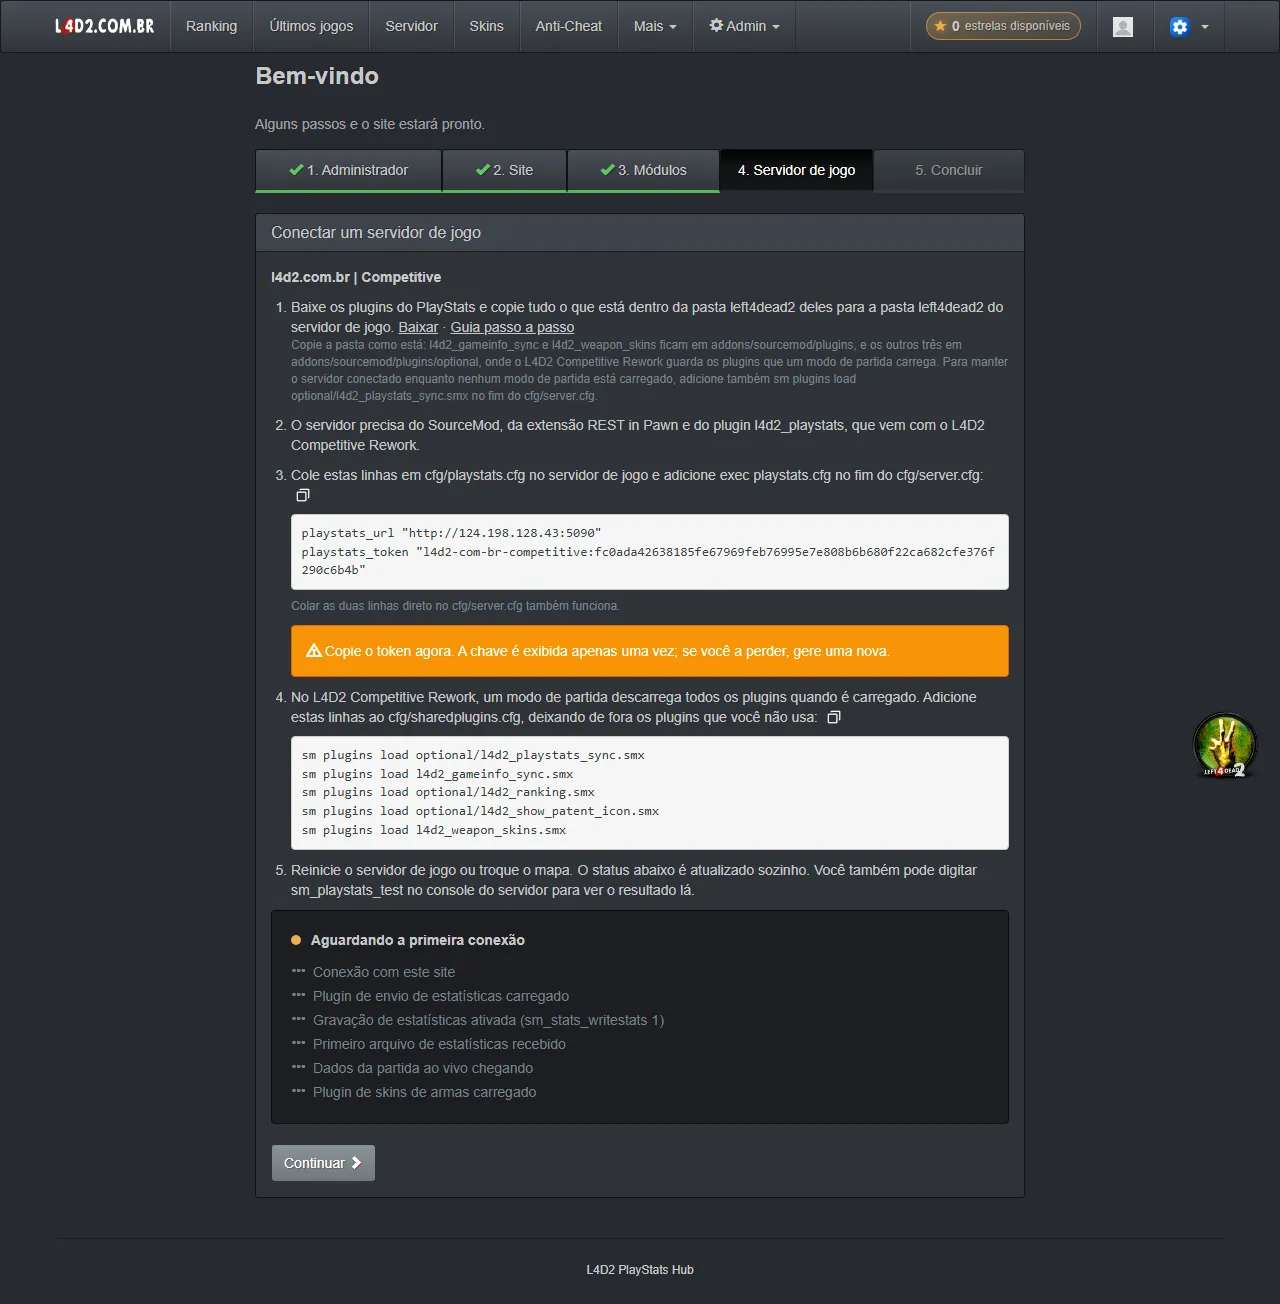 L4D2.COM.BR Ranking Últimos jogos Servidor Skins Anti-Cheat Mais Admin 0 estrelas disponíveis
Bem-vindo
Alguns passos e o site estará pronto.
1. Administrador 2. Site 3. Módulos 4. Servidor de jogo 5. Concluir
Conectar um servidor de jogo
l4d2.com.br | Competitive
1. Baixe os plugins do PlayStats e copie tudo o que está dentro da pasta left4dead2 deles para a pasta left4dead2 do
servidor de jogo. Baixar · Guia passo a passo
Copie a pasta como está: l4d2_gameinfo_sync e l4d2_weapon_skins ficam em addons/sourcemod/plugins, e os outros três em
addons/sourcemod/plugins/optional, onde o L4D2 Competitive Rework guarda os plugins que um modo de partida carrega. Para manter
o servidor conectado enquanto nenhum modo de partida está carregado, adicione também sm plugins load
optional/l4d2_playstats_sync.smx no fim do cfg/server.cfg.
2. O servidor precisa do SourceMod, da extensão REST in Pawn e do plugin l4d2_playstats, que vem com o L4D2
Competitive Rework.
3. Cole estas linhas em cfg/playstats.cfg no servidor de jogo e adicione exec playstats.cfg no fim do cfg/server.cfg:
playstats_url "http://124.198.128.43:5090"
playstats_token "l4d2-com-br-competitive:fc0ada42638185fe67969feb76995e7e808b6b680f22ca682cfe376f
290c6b4b"
Colar as duas linhas direto no cfg/server.cfg também funciona.
Copie o token agora. A chave é exibida apenas uma vez; se você a perder, gere uma nova.
4. No L4D2 Competitive Rework, um modo de partida descarrega todos os plugins quando é carregado. Adicione
estas linhas ao cfg/sharedplugins.cfg, deixando de fora os plugins que você não usa:
sm plugins load optional/l4d2_playstats_sync.smx
sm plugins load l4d2_gameinfo_sync.smx
sm plugins load optional/l4d2_ranking.smx
sm plugins load optional/l4d2_show_patent_icon.smx
sm plugins load l4d2_weapon_skins.smx
LEFT 4 DEAD 2
5. Reinicie o servidor de jogo ou troque o mapa. O status abaixo é atualizado sozinho. Você também pode digitar
sm_playstats_test no console do servidor para ver o resultado lá.
Aguardando a primeira conexão
Conexão com este site
Plugin de envio de estatísticas carregado
Gravação de estatísticas ativada (sm_stats_writestats 1)
Primeiro arquivo de estatísticas recebido
Dados da partida ao vivo chegando
Plugin de skins de armas carregado
Continuar
L4D2 PlayStats Hub